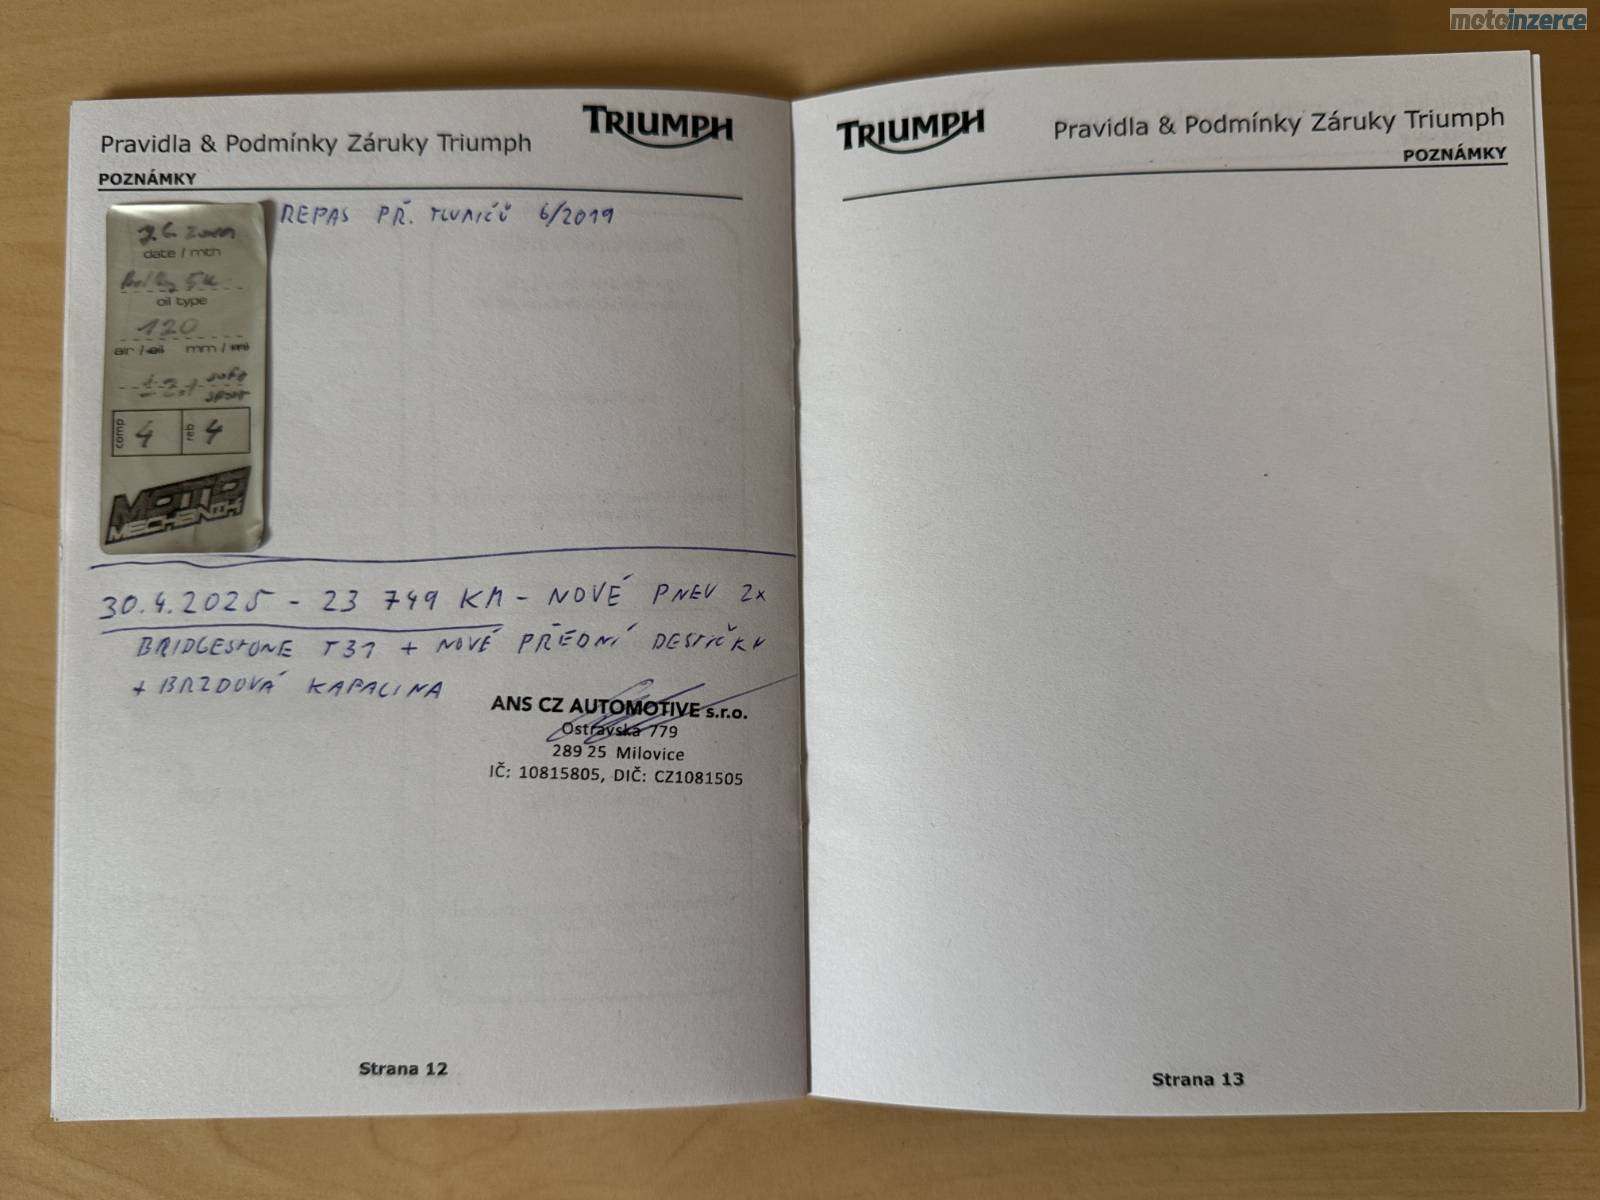 motoinzerce
Pravidla & Podmínky Záruky Triumph
TRIUMPH
POZNÁMKY
REPAS PŘ. TLUMIČŮ 6/2019
date / mth
oil type
120
air / oil mm / ml
comp 4 reb 4
MOTO
MECHANIK
30.4.2025 - 23 749 KM - NOVÉ PNEV 2x
BRIDGESTONE T31 + NOVÉ PŘEDNÍ DESTIČKY
+ BRZDOVÁ KAPALINA
ANS CZ AUTOMOTIVE s.r.o.
Ostravská 779
289 25 Milovice
IČ: 10815805, DIČ: CZ1081505
Strana 12
TRIUMPH
Pravidla & Podmínky Záruky Triumph
POZNÁMKY
Strana 13